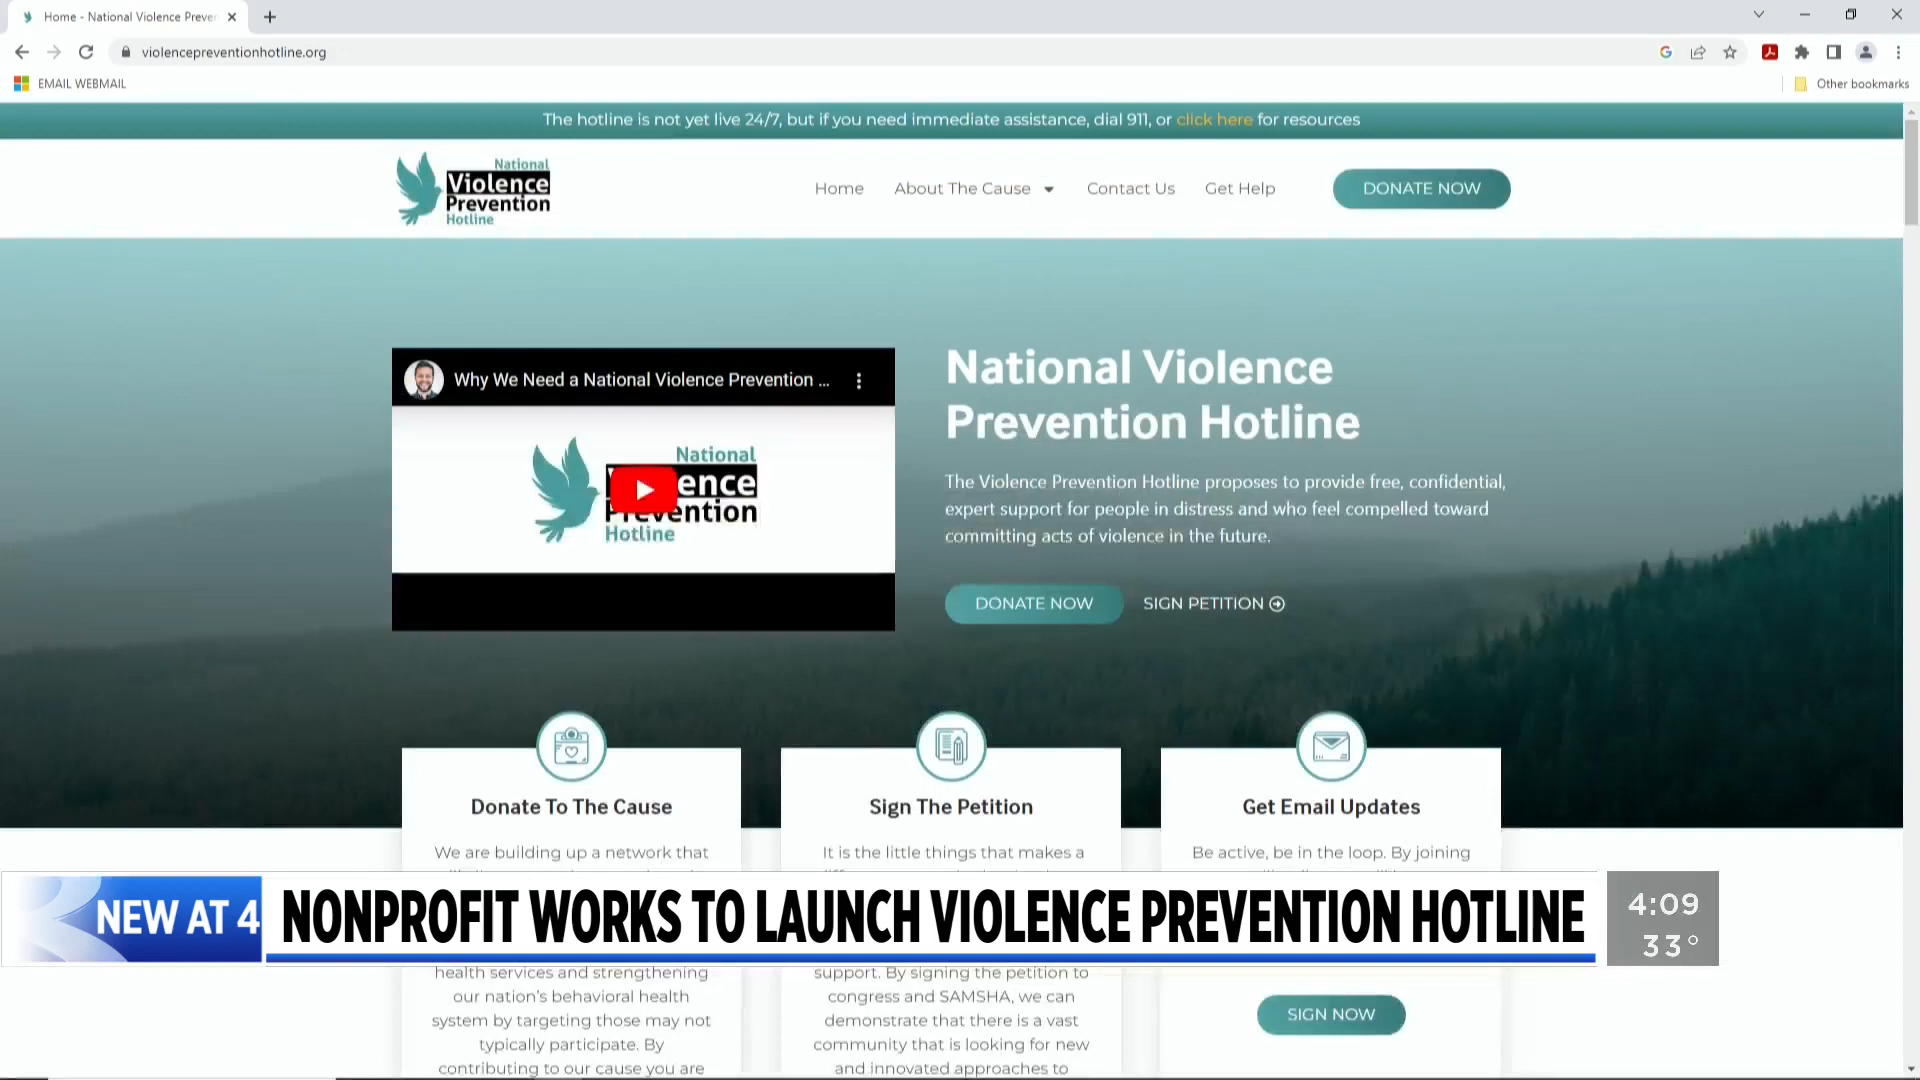 Home - National Violence Preven
violencepreventionhotline.org
EMAIL WEBMAIL
Other bookmarks
The hotline is not yet live 24/7, but if you need immediate assistance, dial 911, or click here for resources
National
Violence
Prevention
Hotline
Home
About The Cause
Contact Us
Get Help
DONATE NOW
Why We Need a National Violence Prevention ...
National
ence
Prevention
Hotline
National Violence
Prevention Hotline
The Violence Prevention Hotline proposes to provide free, confidential,
expert support for people in distress and who feel compelled toward
committing acts of violence in the future.
DONATE NOW
SIGN PETITION
Donate To The Cause
We are building up a network that
Sign The Petition
It is the little things that makes a
Get Email Updates
Be active, be in the loop. By joining
NEW AT 4
NONPROFIT WORKS TO LAUNCH VIOLENCE PREVENTION HOTLINE
4:09
33°
health services and strengthening
our nation's behavioral health
system by targeting those may not
typically participate. By
contributing to our cause you are
support. By signing the petition to
congress and SAMSHA, we can
demonstrate that there is a vast
community that is looking for new
and innovated approaches to
SIGN NOW